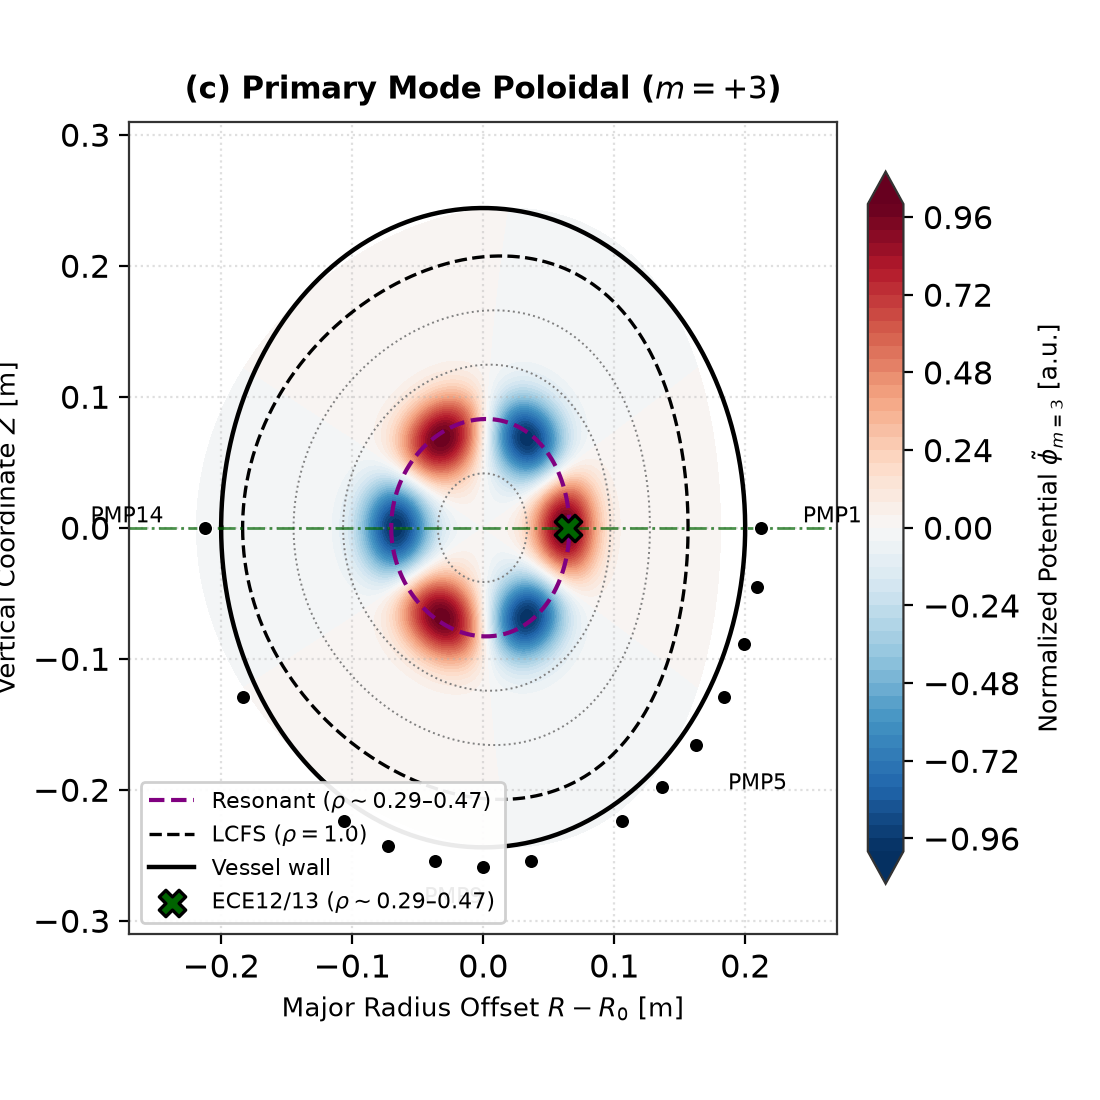 (c) Primary Mode Poloidal (m = +3)
0.3
0.2
0.1
0.0
−0.1
−0.2
−0.3
Vertical Coordinate Z [m]
PMP14
PMP1
PMP5
Resonant (ρ ∼ 0.29–0.47)
LCFS (ρ = 1.0)
Vessel wall
ECE12/13 (ρ ∼ 0.29–0.47)
−0.2
−0.1
0.0
0.1
0.2
Major Radius Offset R − R₀ [m]
0.96
0.72
0.48
0.24
0.00
−0.24
−0.48
−0.72
−0.96
Normalized Potential ϕ̃ₘ ₌ ₃ [a.u.]